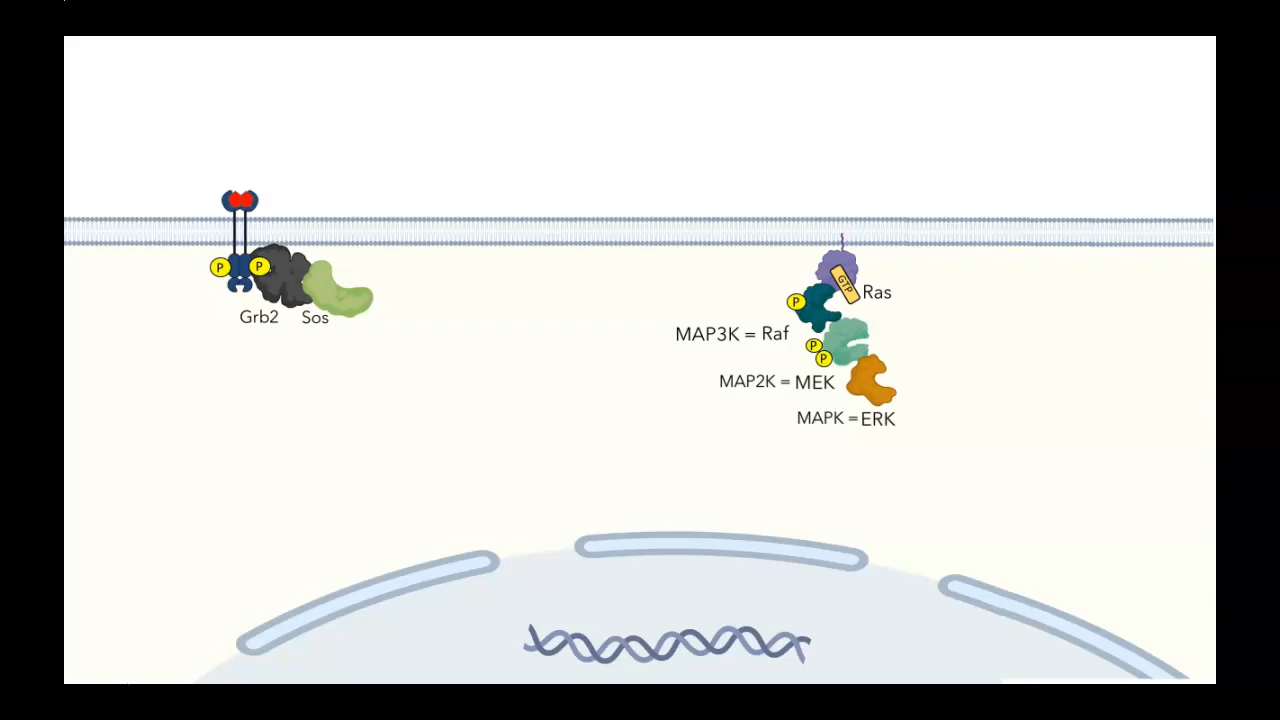 P
P
Grb2
Sos
GTP
Ras
P
MAP3K = Raf
P
P
MAP2K = MEK
MAPK = ERK